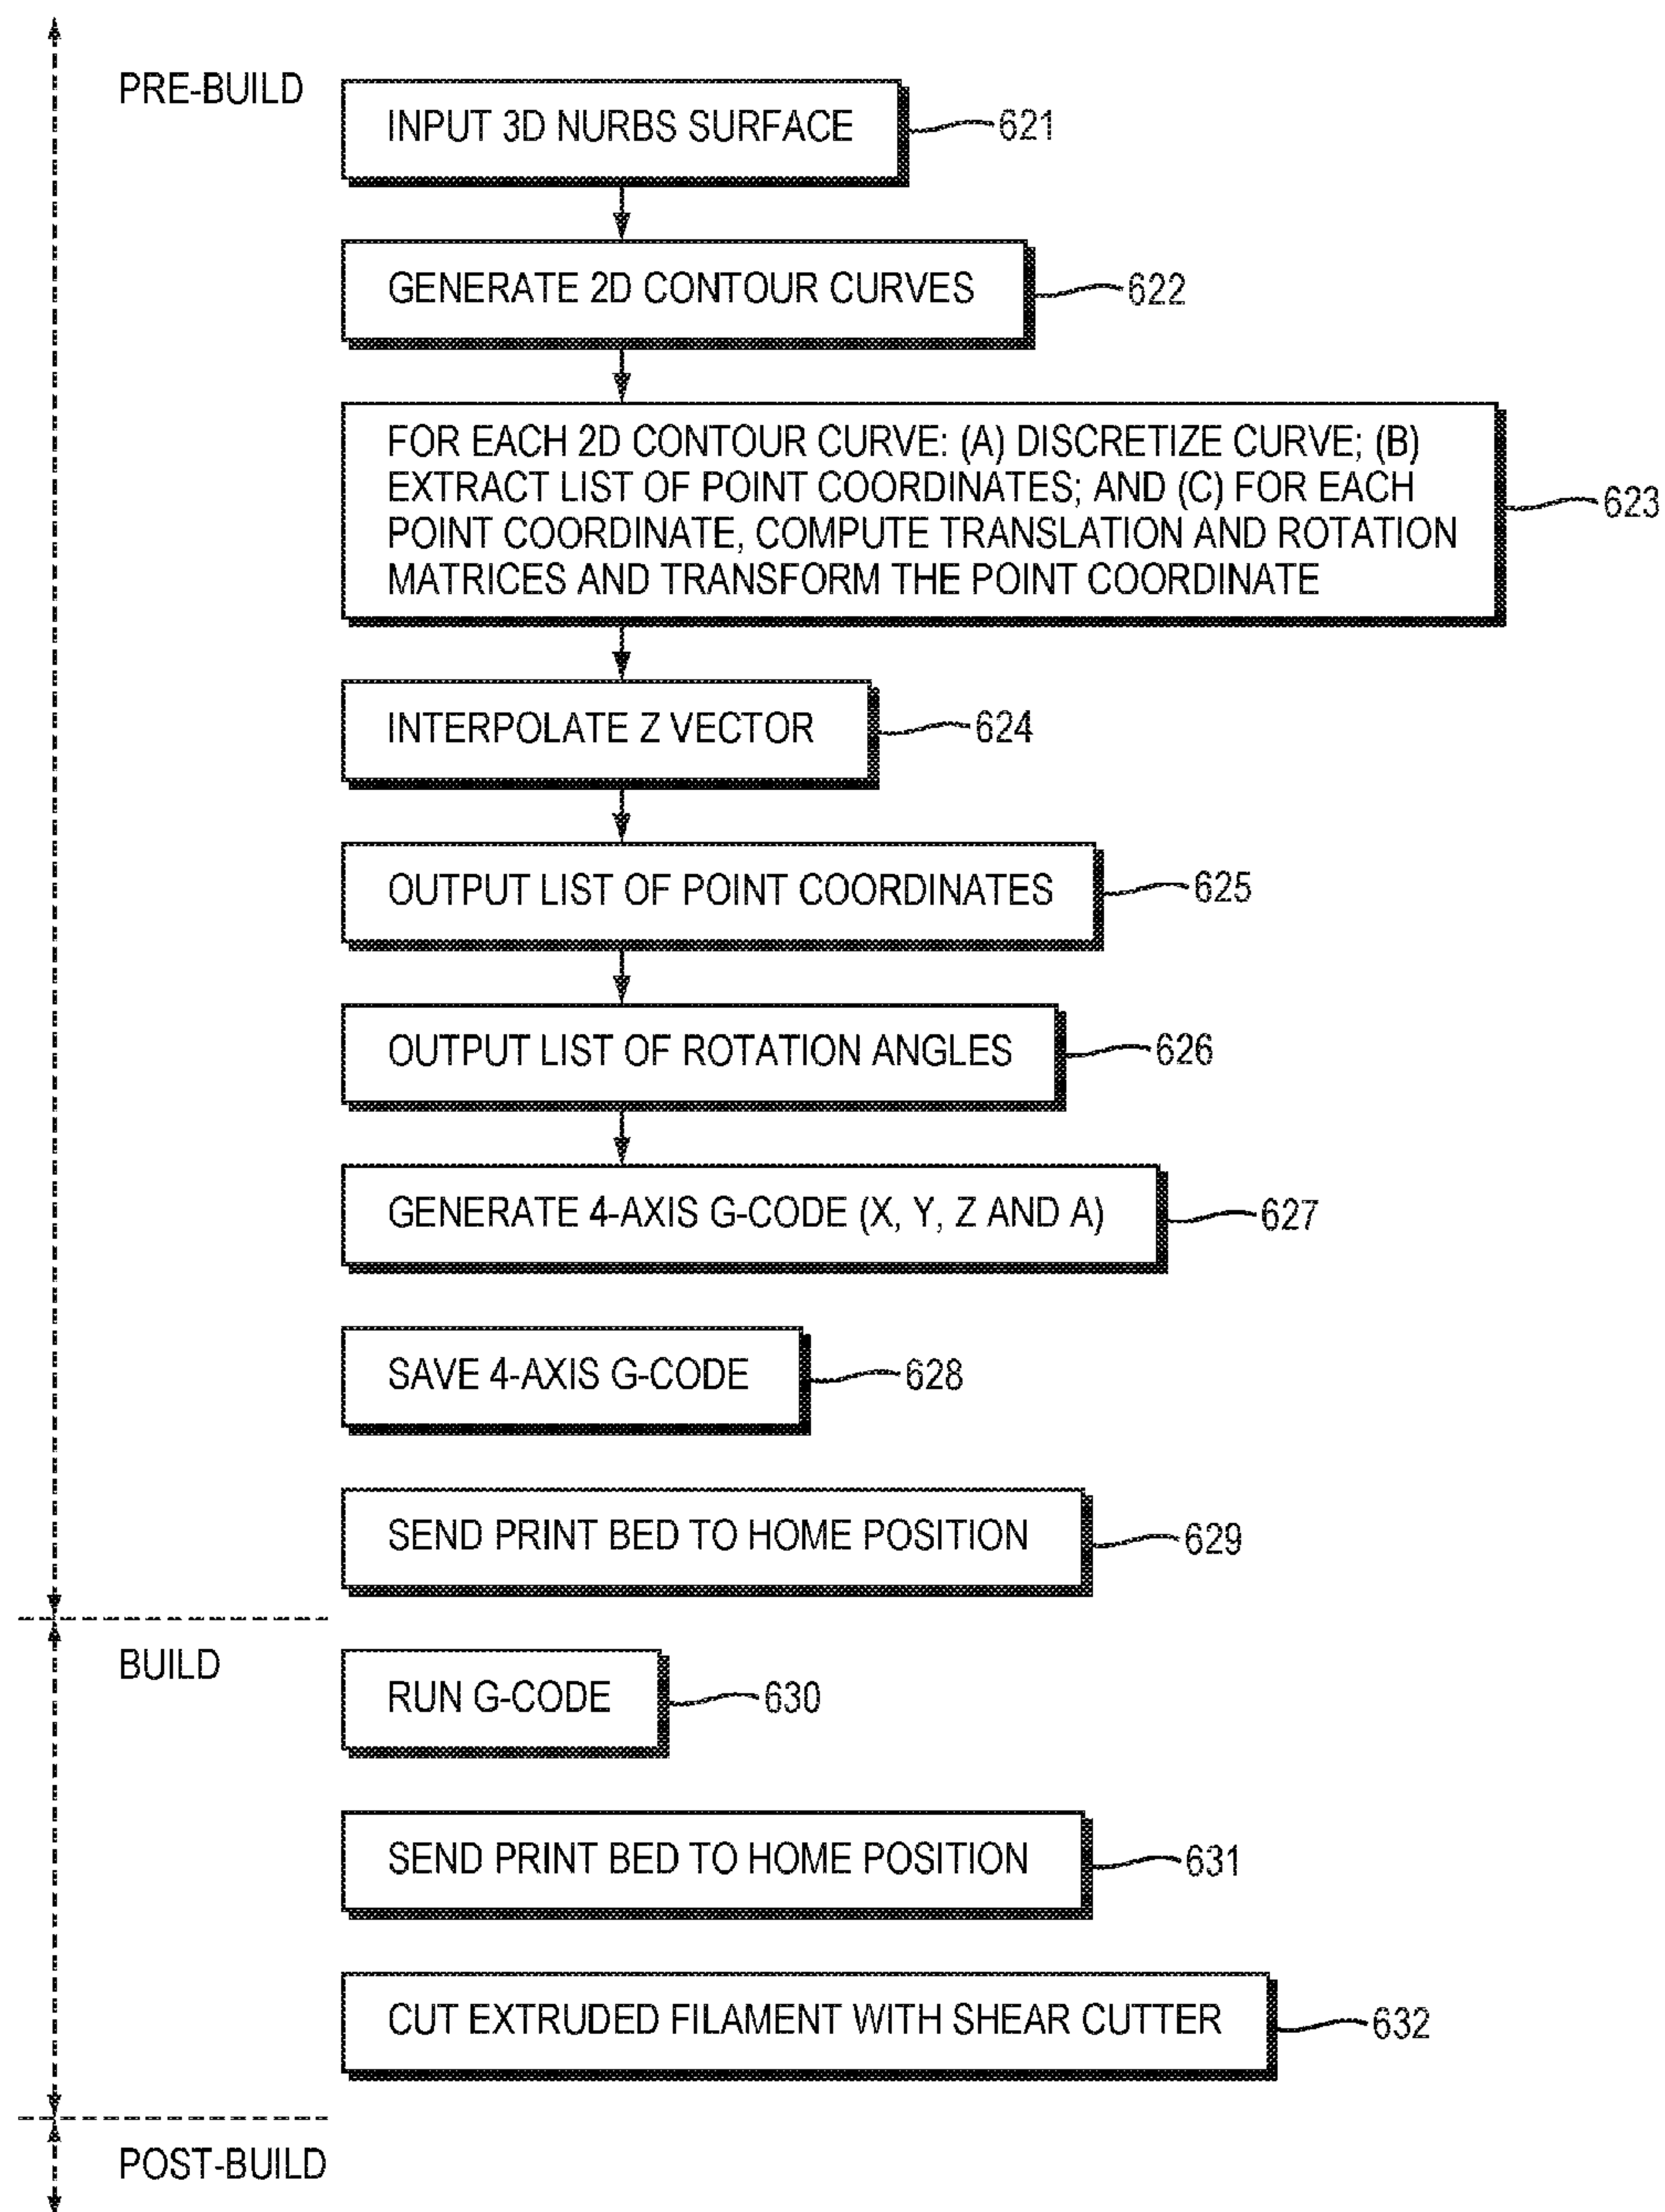 PRE-BUILD
INPUT 3D NURBS SURFACE
621
GENERATE 2D CONTOUR CURVES
622
FOR EACH 2D CONTOUR CURVE: (A) DISCRETIZE CURVE; (B)
EXTRACT LIST OF POINT COORDINATES; AND (C) FOR EACH
POINT COORDINATE, COMPUTE TRANSLATION AND ROTATION
MATRICES AND TRANSFORM THE POINT COORDINATE
623
INTERPOLATE Z VECTOR
624
OUTPUT LIST OF POINT COORDINATES
625
OUTPUT LIST OF ROTATION ANGLES
626
GENERATE 4-AXIS G-CODE (X, Y, Z AND A)
627
SAVE 4-AXIS G-CODE
628
SEND PRINT BED TO HOME POSITION
629
BUILD
RUN G-CODE
630
SEND PRINT BED TO HOME POSITION
631
CUT EXTRUDED FILAMENT WITH SHEAR CUTTER
632
POST-BUILD